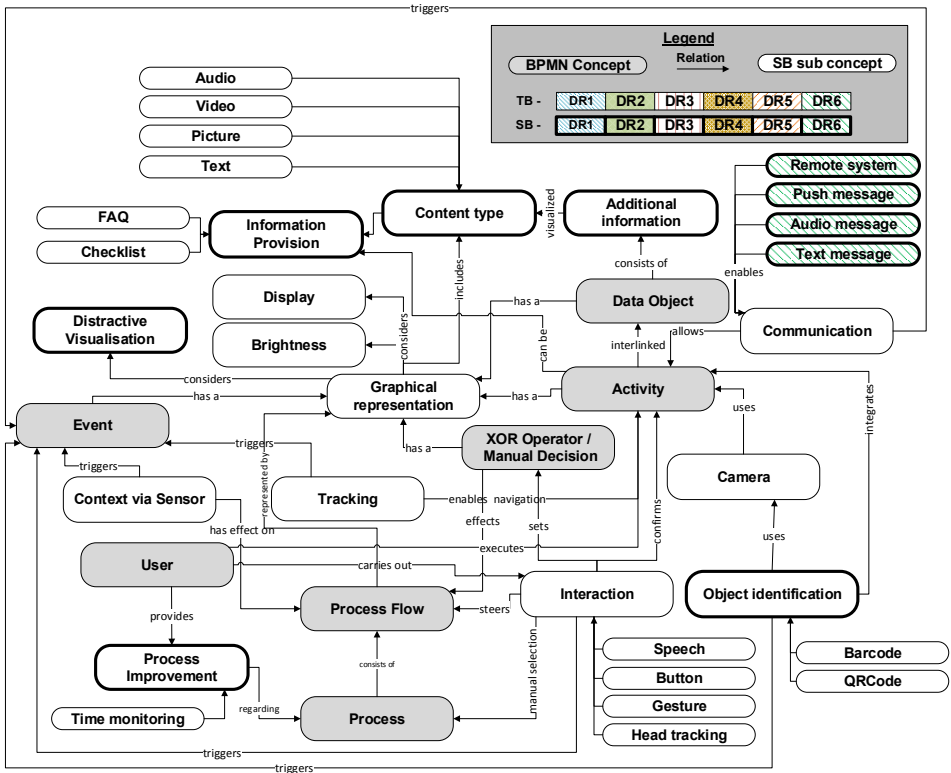 triggers
Legend
BPMN Concept
Relation
SB sub concept
TB -
DR1
DR2
DR3
DR4
DR5
DR6
SB -
DR1
DR2
DR3
DR4
DR5
DR6
Audio
Video
Picture
Text
Remote system
Push message
Audio message
Text message
FAQ
Checklist
Information
Provision
Content type
visualized
Additional
information
enables
consists of
includes
Display
Brightness
considers
has a
Data Object
Communication
allows
interlinked
can be
Distractive
Visualisation
considers
Graphical
representation
has a
Activity
integrates
has a
Event
uses
XOR Operator /
Manual Decision
has a
triggers
triggers
represented by
Context via Sensor
Tracking
enables navigation
Camera
has effect on
effects
sets
confirms
uses
executes
User
carries out
Process Flow
steers
Interaction
Object identification
provides
manual selection
Process
Improvement
consists of
Speech
Button
Gesture
Head tracking
Barcode
QRCode
Time monitoring
regarding
Process
triggers
triggers